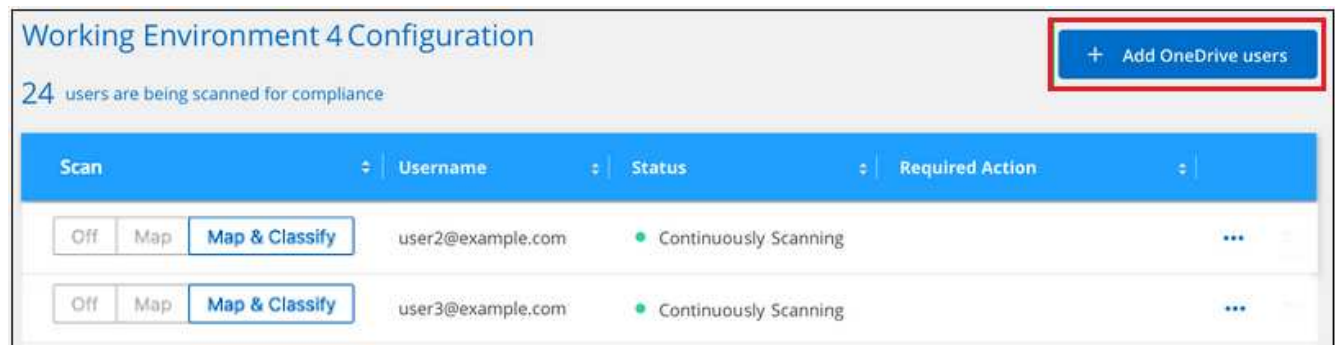 Working Environment 4 Configuration
+ Add OneDrive users
24 users are being scanned for compliance
Scan Username Status Required Action
Off Map Map & Classify user2@example.com Continuously Scanning •••
Off Map Map & Classify user3@example.com Continuously Scanning •••